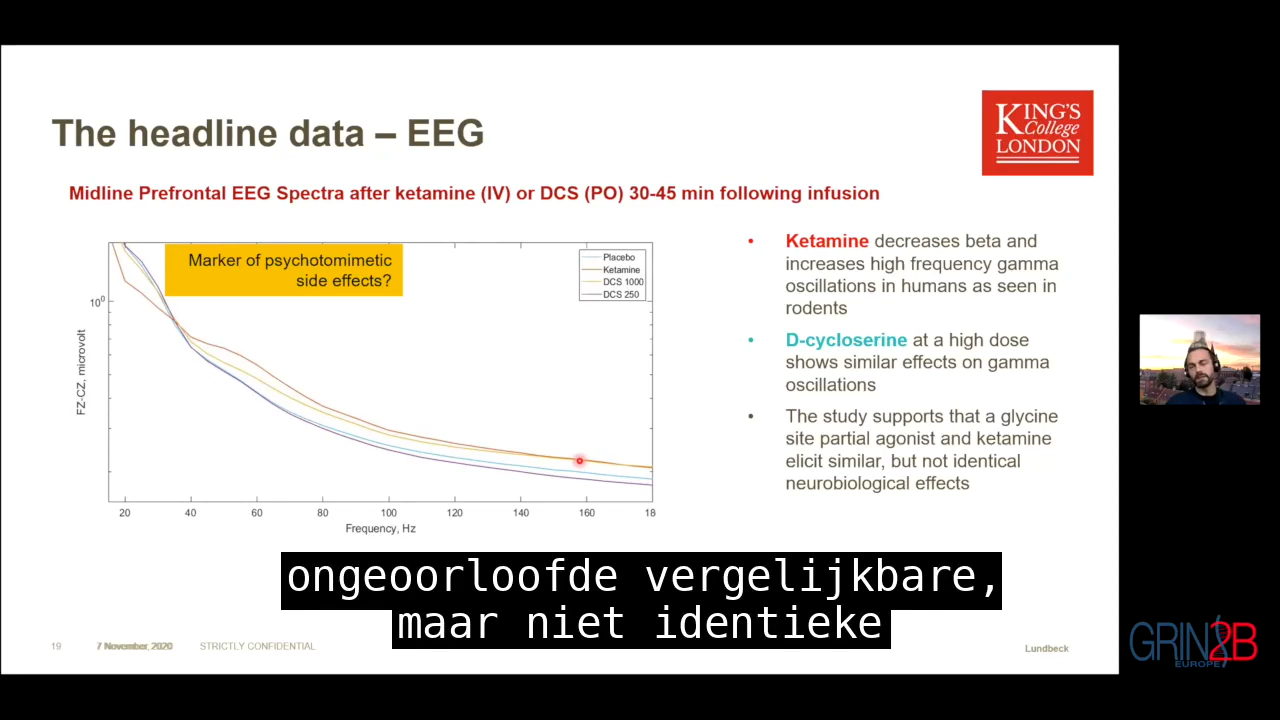 The headline data – EEG
KING'S
College
LONDON
Midline Prefrontal EEG Spectra after ketamine (IV) or DCS (PO) 30-45 min following infusion
Marker of psychotomimetic
side effects?
Placebo
Ketamine
DCS 1000
DCS 250
10^0
FZ-CZ, microvolt
20 40 60 80 100 120 140 160 18
Frequency, Hz
• Ketamine decreases beta and
increases high frequency gamma
oscillations in humans as seen in
rodents
• D-cycloserine at a high dose
shows similar effects on gamma
oscillations
• The study supports that a glycine
site partial agonist and ketamine
elicit similar, but not identical
neurobiological effects
ongeoorloofde vergelijkbare,
maar niet identieke
19 7 November, 2020 STRICTLY CONFIDENTIAL
Lundbeck
GRIN2B
EUROPE